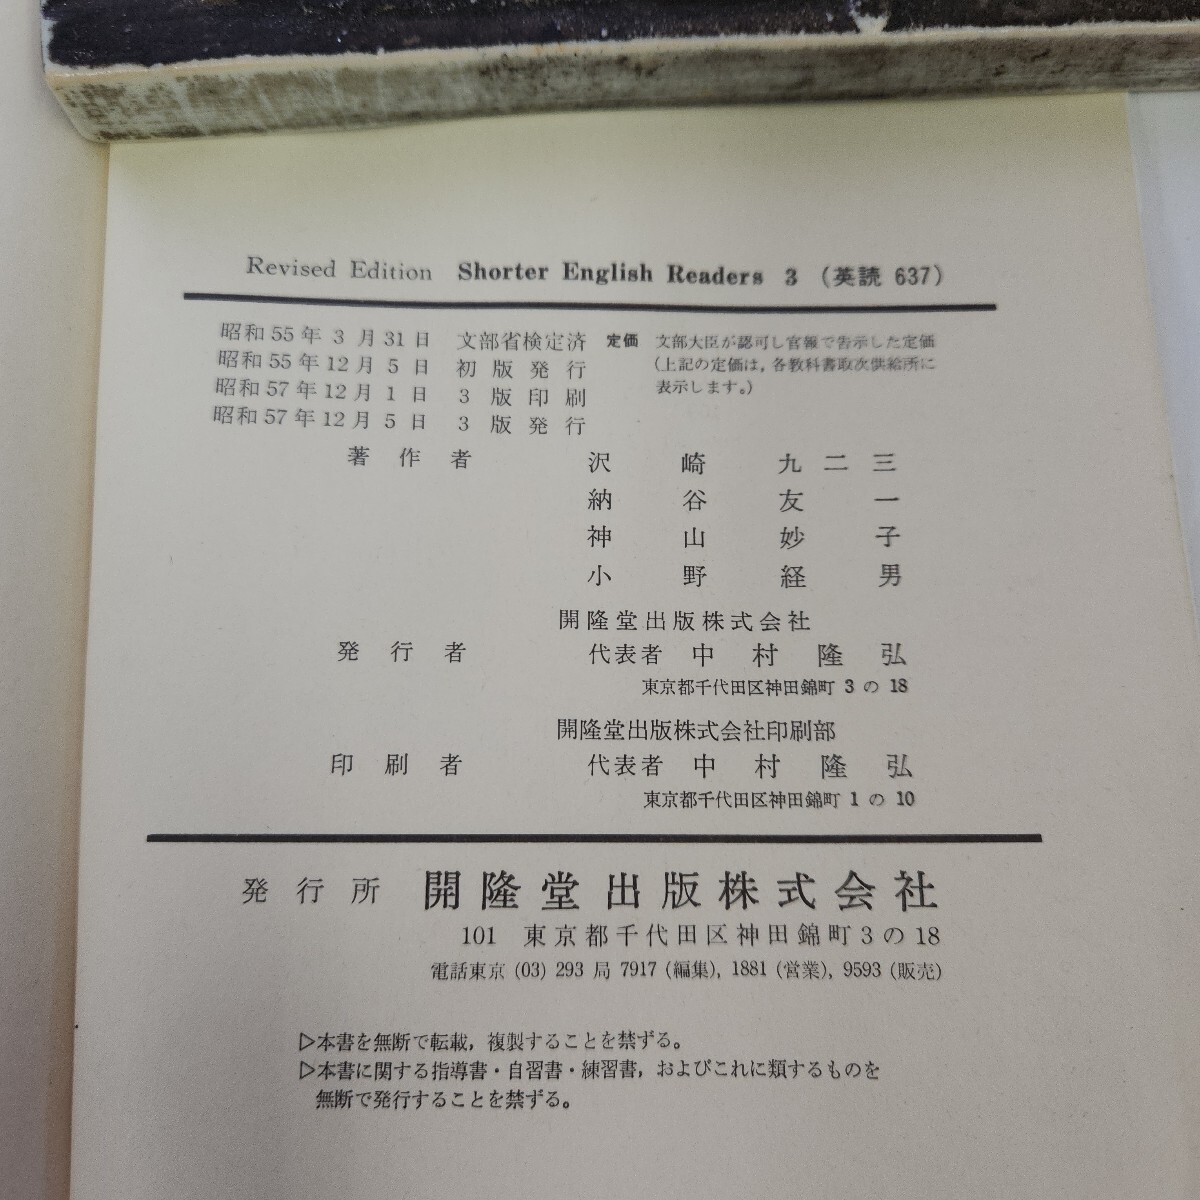 Revised Edition Shorter English Readers 3 (英読 637)
昭和55年 3 月31日 文部省検定済
昭和55年12月 5 日 初版発行
昭和57年12月 1 日 3 版印刷
昭和57年12月 5 日 3 版発行
定価 文部大臣が認可し官報で告示した定価
(上記の定価は,各教科書取次供給所に
表示します。)
著作者 沢崎九二三
納谷友一
神山妙子
小野経男
開隆堂出版株式会社
発行者 代表者 中村隆弘
東京都千代田区神田錦町 3 の 18
開隆堂出版株式会社印刷部
印刷者 代表者 中村隆弘
東京都千代田区神田錦町 1 の 10
発行所 開隆堂出版株式会社
101 東京都千代田区神田錦町3の18
電話東京 (03) 293 局 7917 (編集), 1881 (営業), 9593 (販売)
▷本書を無断で転載,複製することを禁ずる。
▷本書に関する指導書・自習書・練習書,およびこれに類するものを
無断で発行することを禁ずる。